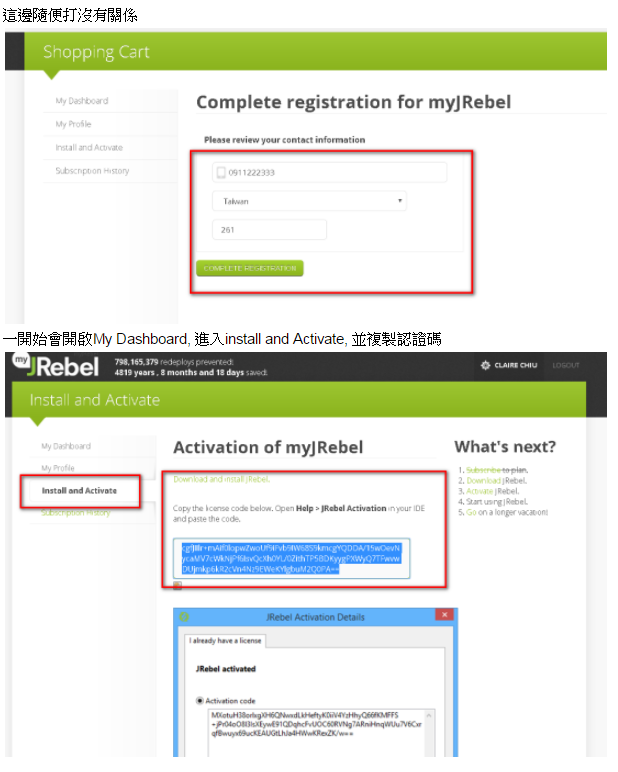 這邊隨便打沒有關係
Shopping Cart
My Dashboard
My Profile
Install and Activate
Subscription History
Complete registration for myJRebel
Please review your contact information
0911222333
Taiwan
261
COMPLETE REGISTRATION
一開始會開啟My Dashboard, 進入install and Activate, 並複製認證碼
my JRebel
798,165,379 redeploys prevented!
4819 years , 8 months and 18 days saved!
CLAIRE CHIU
LOGOUT
Install and Activate
My Dashboard
My Profile
Install and Activate
Subscription History
Activation of myJRebel
Download and install JRebel.
Copy the license code below. Open Help > JRebel Activation in your IDE
and paste the code.
What's next?
1. Subscribe to plan.
2. Download JRebel.
3. Activate JRebel.
4. Start using JRebel.
5. Go on a longer vacation!
JRebel Activation Details
I already have a license
JRebel activated
Activation code